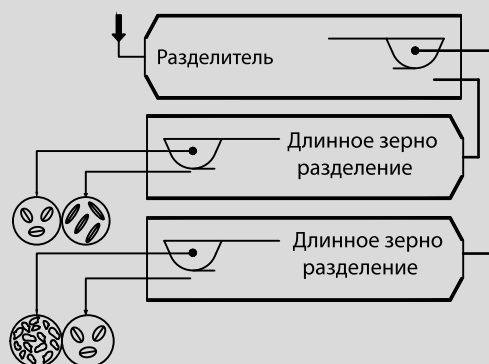 Разделитель
Длинное зерно
разделение
Длинное зерно
разделение